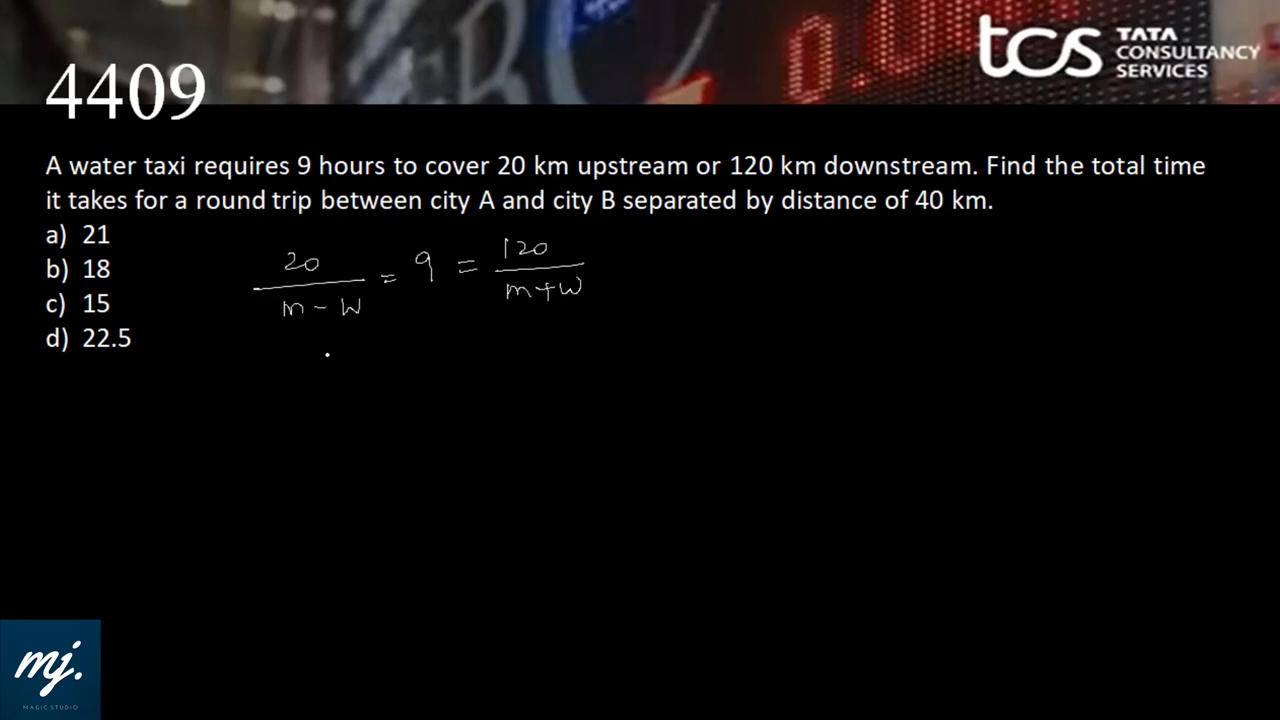 tcs TATA
CONSULTANCY
SERVICES
4409
A water taxi requires 9 hours to cover 20 km upstream or 120 km downstream. Find the total time
it takes for a round trip between city A and city B separated by distance of 40 km.
a) 21
b) 18
c) 15
d) 22.5
20 / m - W = 9 = 120 / m + W
mj.
MAGIC STUDIO